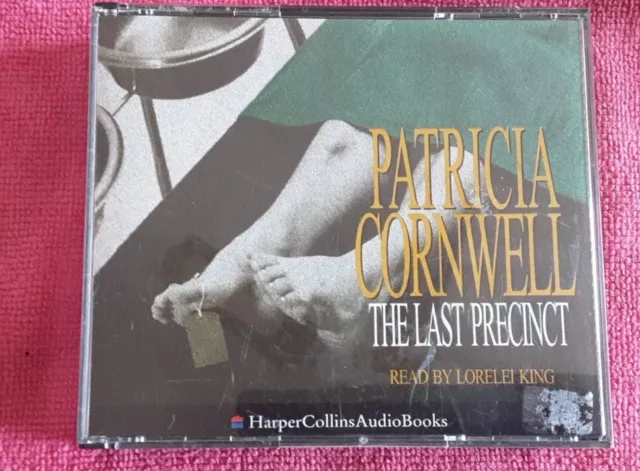 PATRICIA
CORNWELL
THE LAST PRECINCT
READ BY LORELEI KING
HarperCollinsAudioBooks